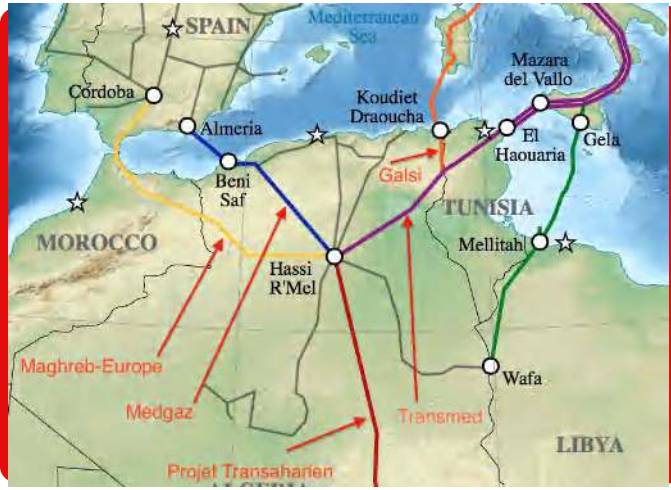 SPAIN
Mediterranean
Sea
Cordoba
Almeria
Koudiet
Draoucha
Mazara
del Vallo
El
Haouaria
Gela
Beni
Saf
Galsi
TUNISIA
MOROCCO
Mellitah
Hassi
R'Mel
Maghreb-Europe
Medgaz
Transmed
Wafa
Projet Transaharien
LIBYA
ALGERIA